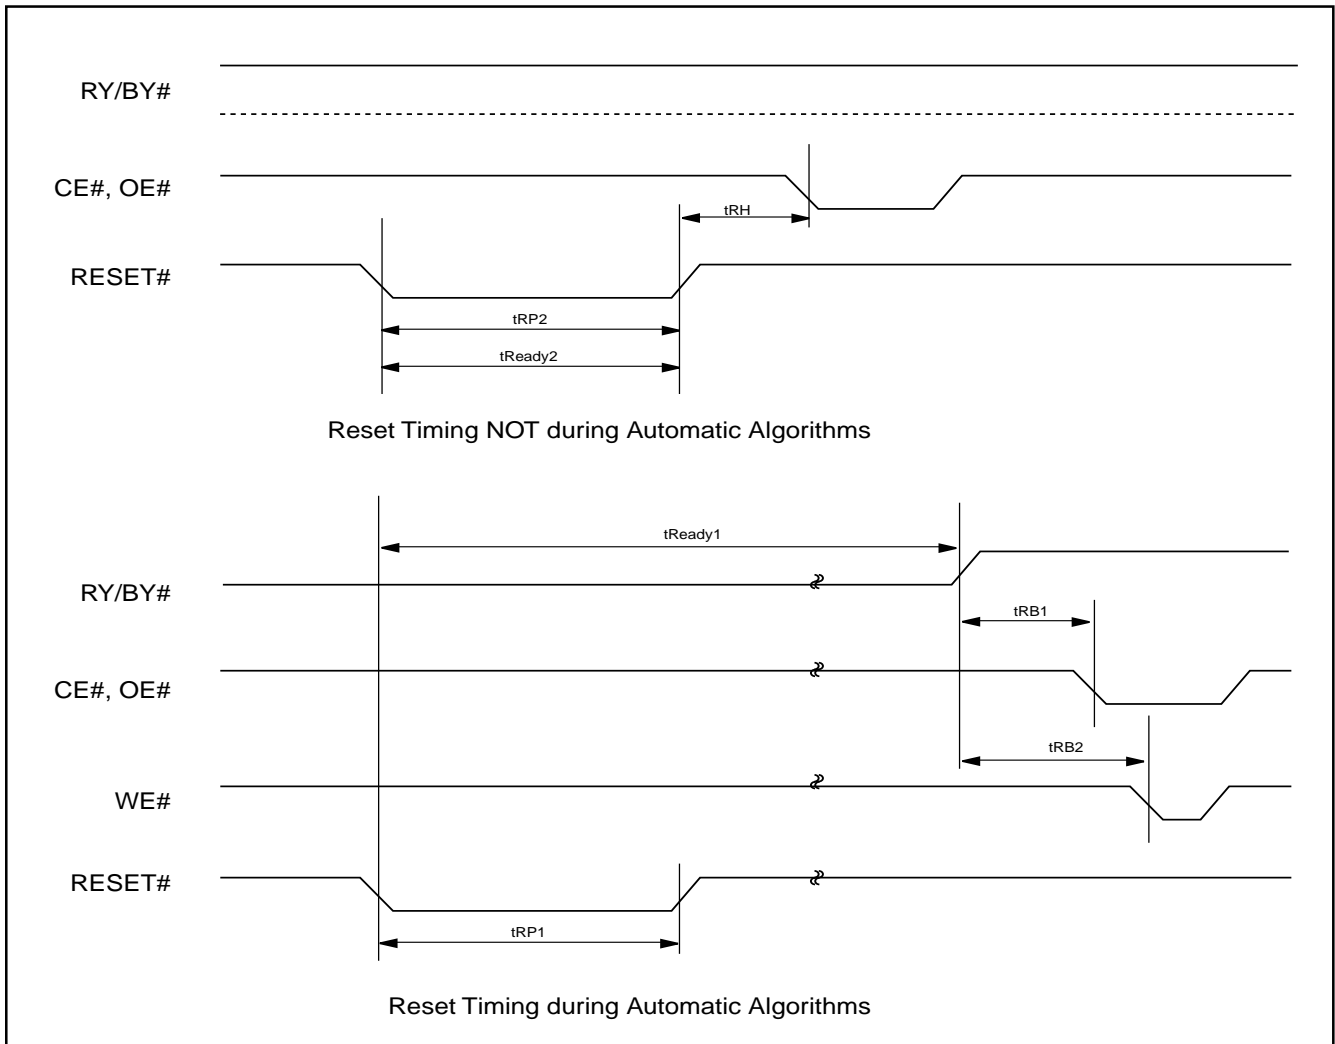 RY/BY#
CE#, OE#
tRH
RESET#
tRP2
tReady2
Reset Timing NOT during Automatic Algorithms
tReady1
RY/BY#
tRB1
CE#, OE#
tRB2
WE#
RESET#
tRP1
Reset Timing during Automatic Algorithms